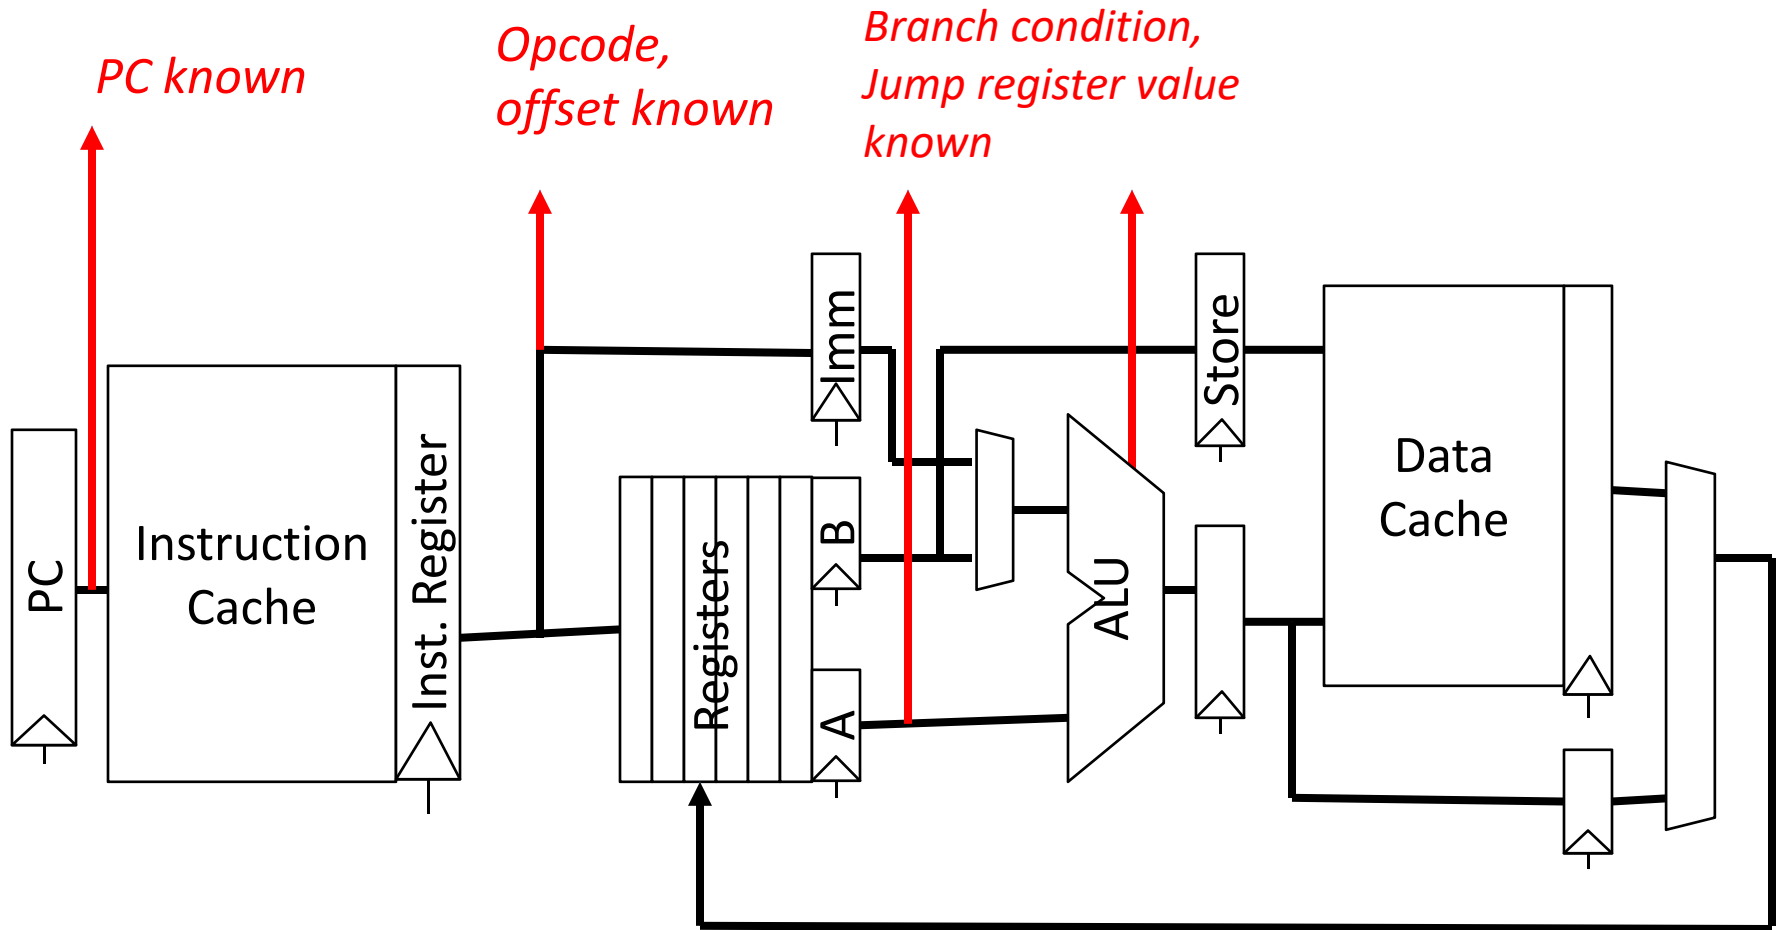 PC known
Opcode,
offset known
Branch condition,
Jump register value
known
PC
Instruction
Cache
Inst. Register
Registers
Imm
B
A
ALU
Store
Data
Cache